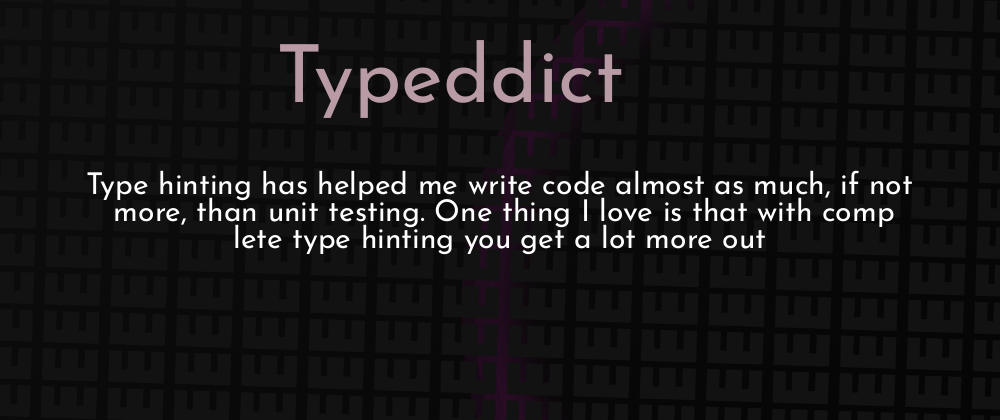 Typeddict
Type hinting has helped me write code almost as much, if not
more, than unit testing. One thing I love is that with comp
lete type hinting you get a lot more out